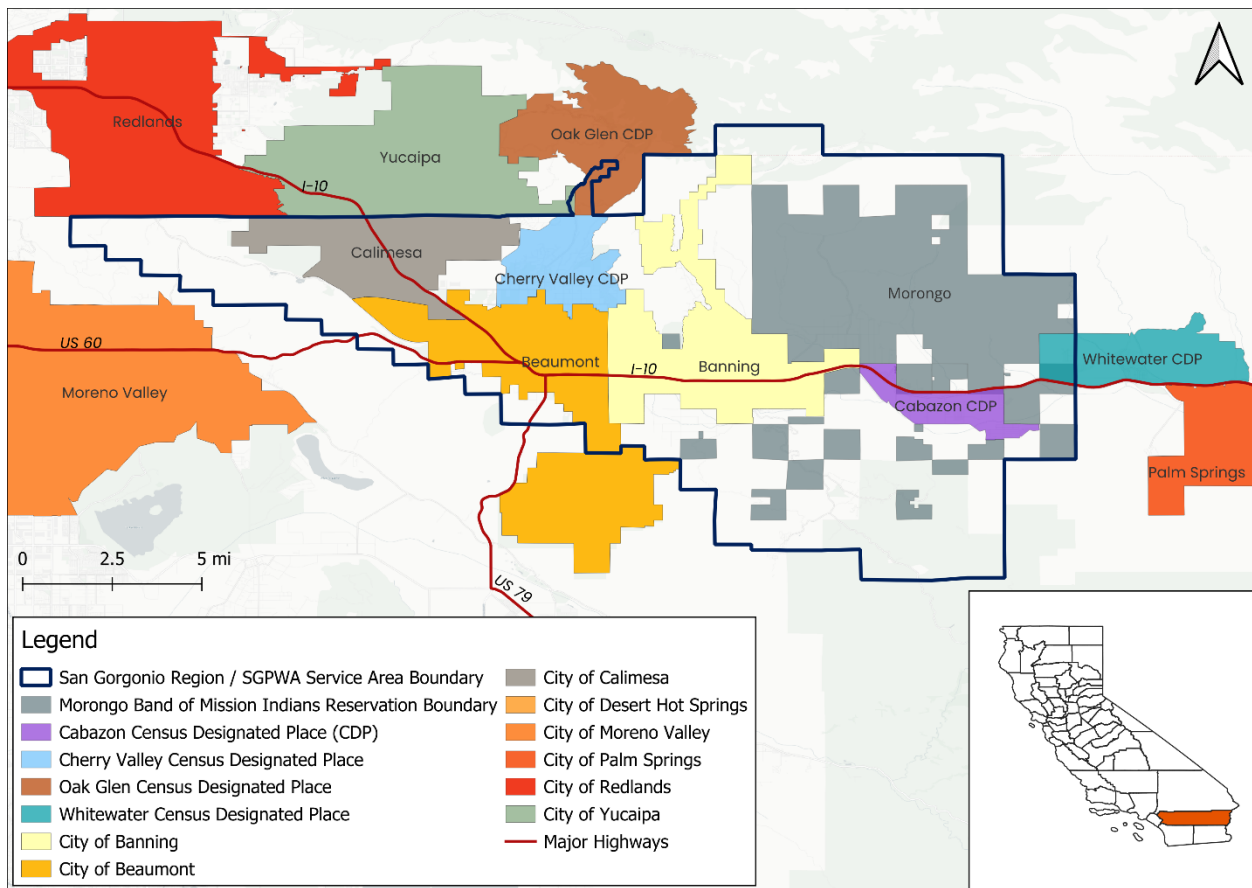 Redlands
Yucaipa
Oak Glen CDP
I-10
Calimesa
Cherry Valley CDP
Morongo
US 60
Beaumont
I-10
Banning
Whitewater CDP
Moreno Valley
Cabazon CDP
Palm Springs
0 2.5 5 mi
US 79
Legend
San Gorgonio Region / SGPWA Service Area Boundary
Morongo Band of Mission Indians Reservation Boundary
Cabazon Census Designated Place (CDP)
Cherry Valley Census Designated Place
Oak Glen Census Designated Place
Whitewater Census Designated Place
City of Banning
City of Beaumont
City of Calimesa
City of Desert Hot Springs
City of Moreno Valley
City of Palm Springs
City of Redlands
City of Yucaipa
Major Highways